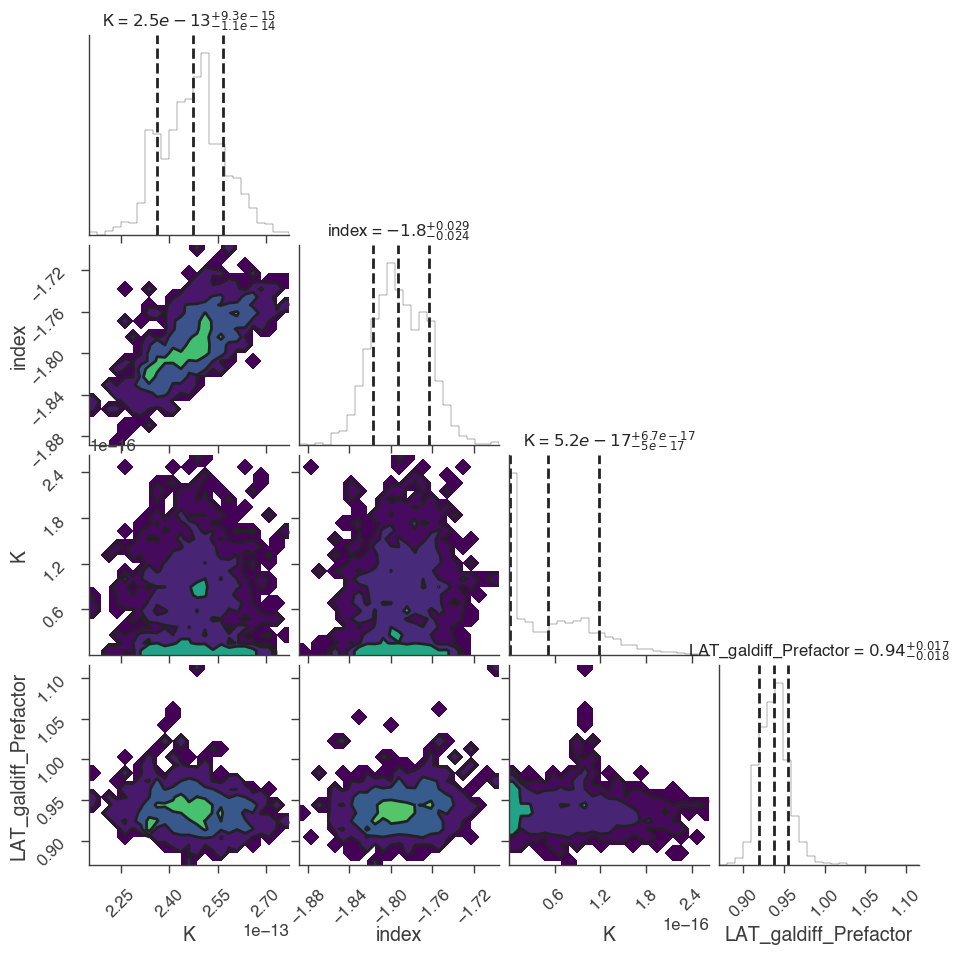 K = 2.5e−13 +9.3e−15 −1.1e−14
index = −1.8 +0.029 −0.024
−1.72
−1.76
−1.80
−1.84
−1.88
index
1e−16
K = 5.2e−17 +6.7e−17 −5e−17
2.4
1.8
1.2
0.6
K
LAT_galdiff_Prefactor = 0.94 +0.017 −0.018
1.10
1.05
1.00
0.95
0.90
LAT_galdiff_Prefactor
2.25 2.40 2.55 2.70
−1.88 −1.84 −1.80 −1.76 −1.72
0.6 1.2 1.8 2.4
0.90 0.95 1.00 1.05 1.10
1e−13
1e−16
K index K LAT_galdiff_Prefactor